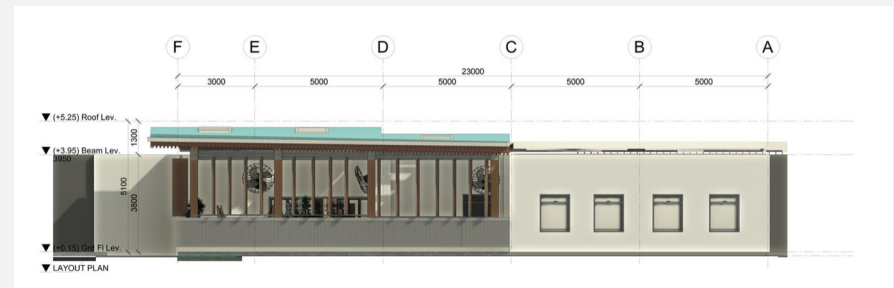 F E D C B A
23000
3000 5000 5000 5000 5000
(+5.25) Roof Lev.
1300
(+3.95) Beam Lev.
3950
5100
3800
(+0.15) Grd Fl Lev.
LAYOUT PLAN